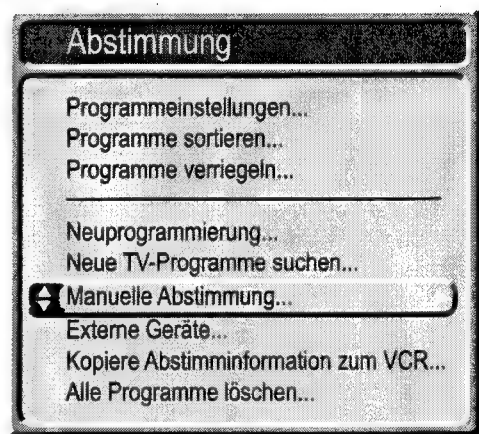 Abstimmung
Programmeinstellungen...
Programme sortieren...
Programme verriegeln...
Neuprogrammierung...
Neue TV-Programme suchen...
Manuelle Abstimmung...
Externe Geräte...
Kopiere Abstimminformation zum VCR...
Alle Programme löschen...